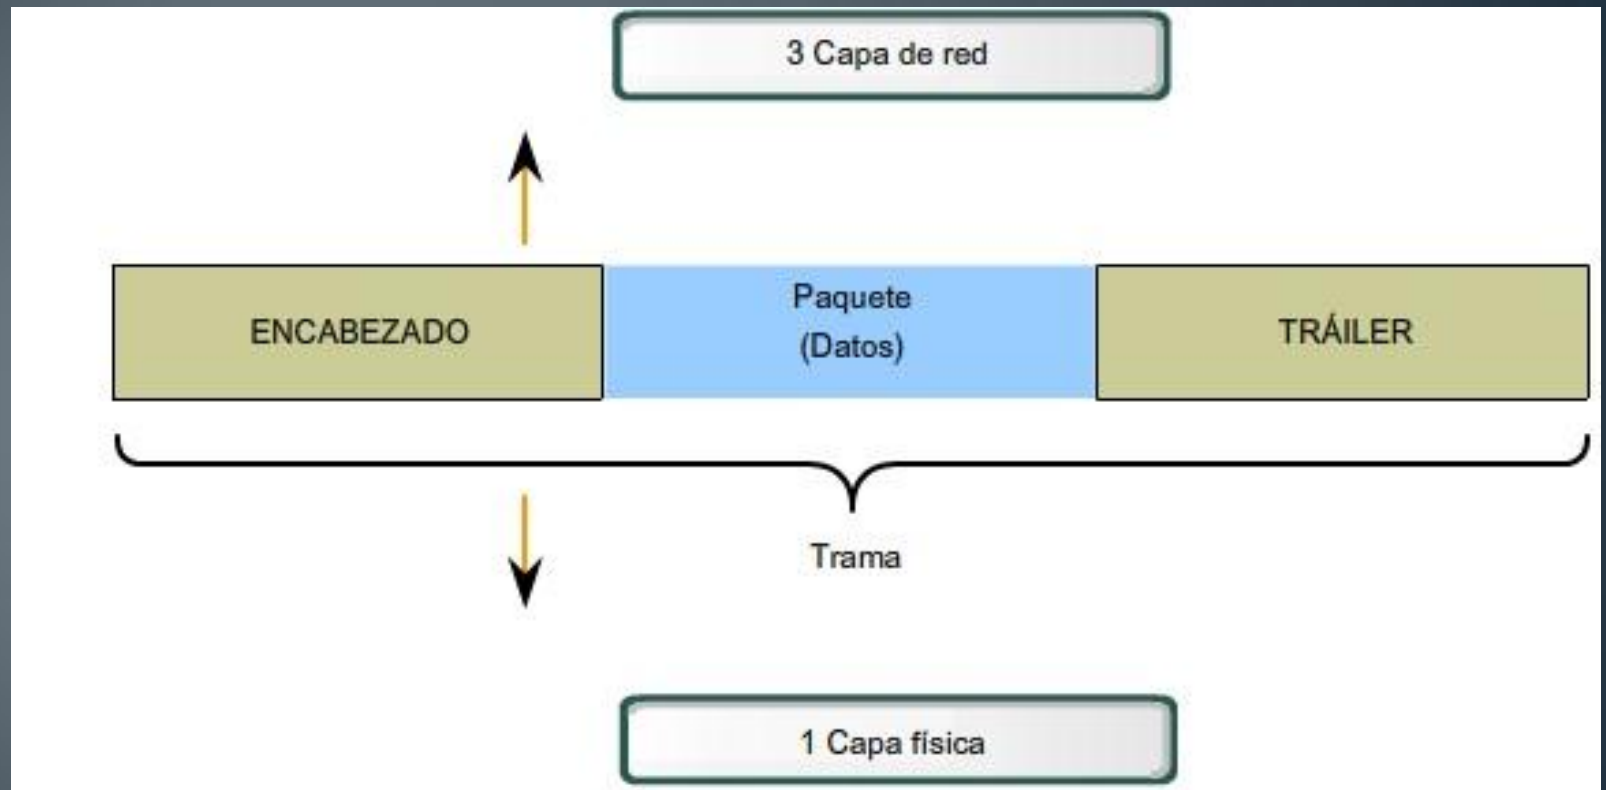 3 Capa de red
ENCABEZADO
Paquete
(Datos)
TRÁILER
Trama
1 Capa física